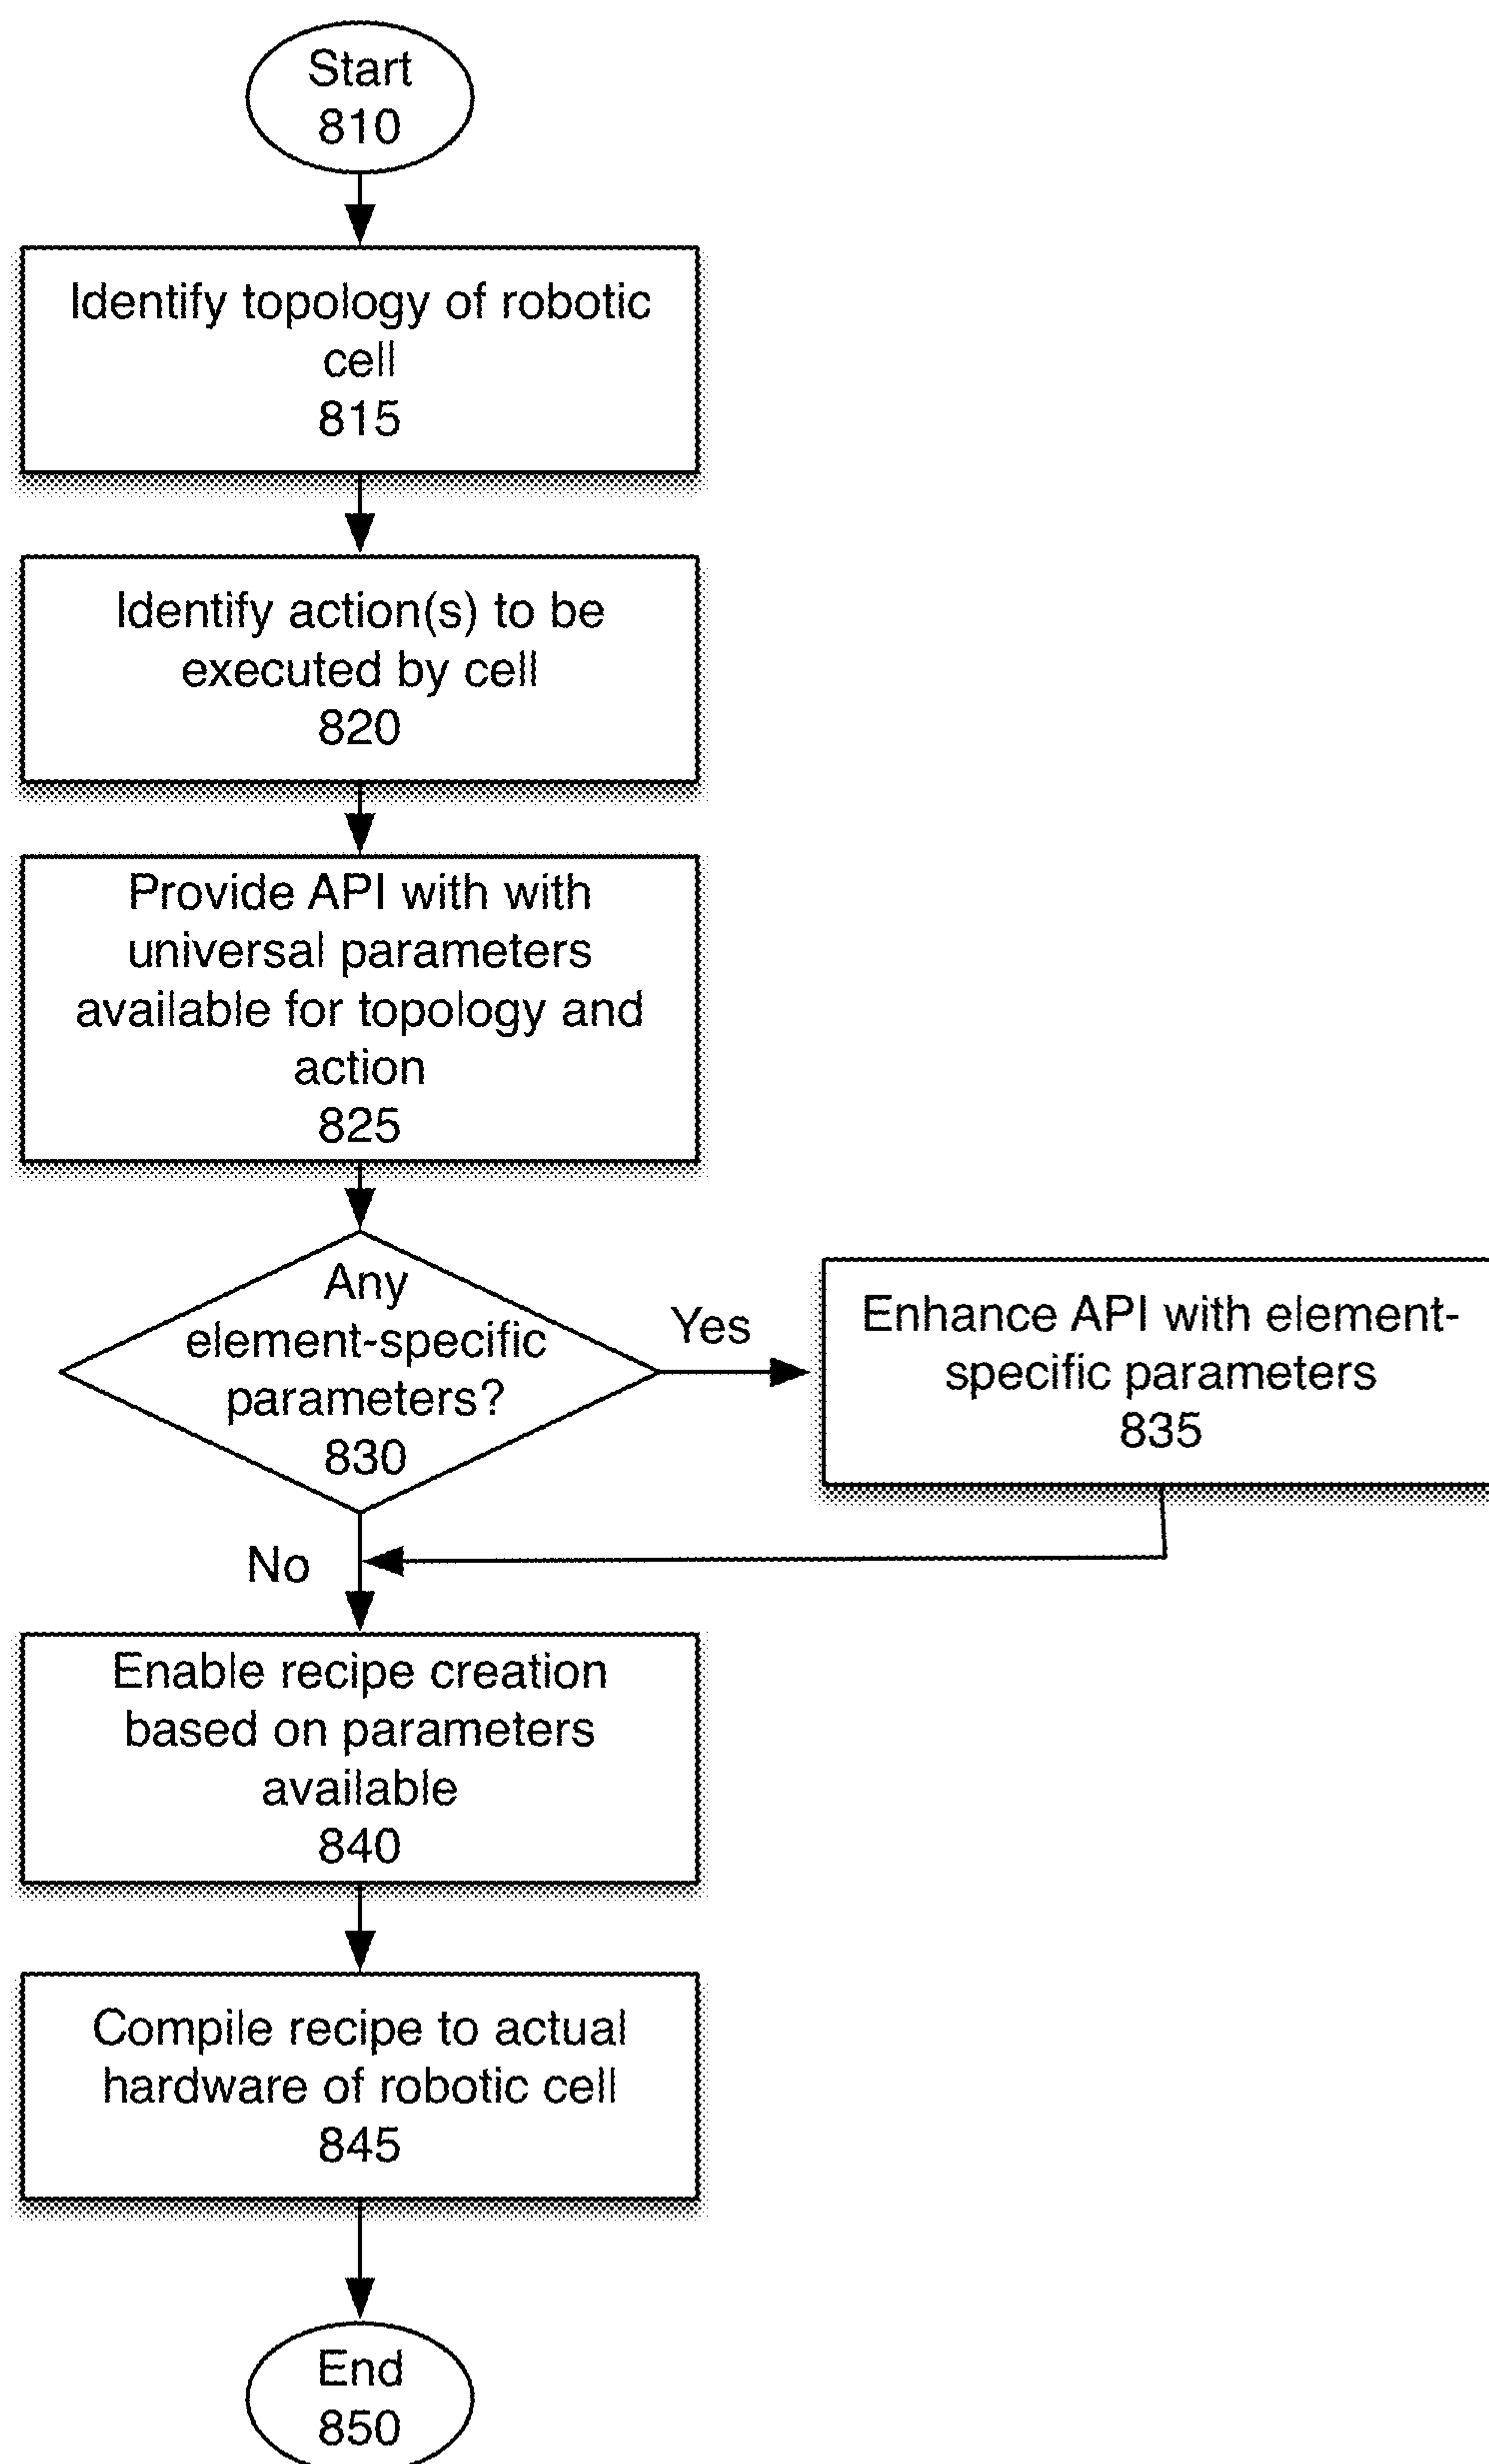 Start
810
Identify topology of robotic
cell
815
Identify action(s) to be
executed by cell
820
Provide API with with
universal parameters
available for topology and
action
825
Any
element-specific
parameters?
830
Yes
Enhance API with element-
specific parameters
835
No
Enable recipe creation
based on parameters
available
840
Compile recipe to actual
hardware of robotic cell
845
End
850